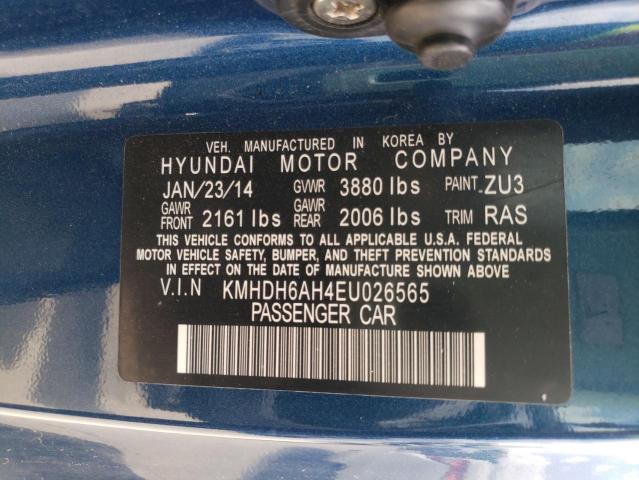 VEH. MANUFACTURED IN KOREA BY
HYUNDAI MOTOR COMPANY
JAN/23/14 GVWR 3880 lbs PAINT ZU3
GAWR FRONT 2161 lbs GAWR REAR 2006 lbs TRIM RAS
THIS VEHICLE CONFORMS TO ALL APPLICABLE U.S.A. FEDERAL
MOTOR VEHICLE SAFETY, BUMPER, AND THEFT PREVENTION STANDARDS
IN EFFECT ON THE DATE OF MANUFACTURE SHOWN ABOVE
V.I.N KMHDH6AH4EU026565
PASSENGER CAR